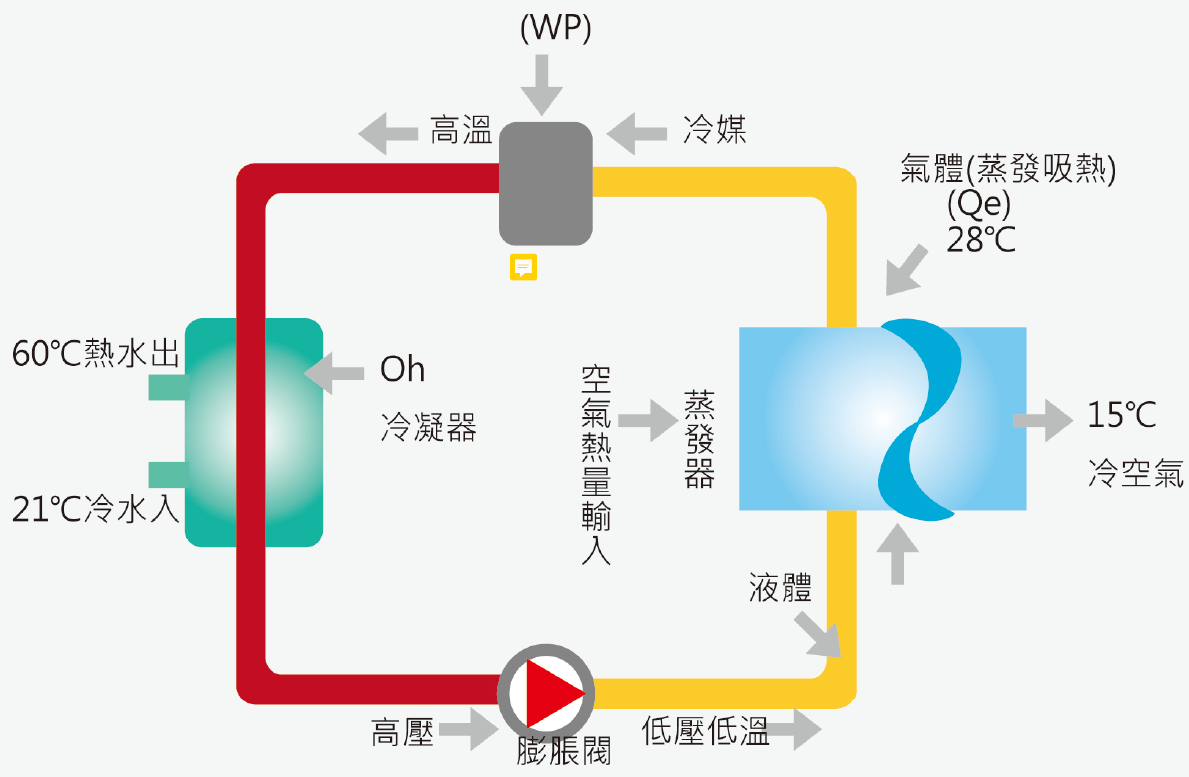 (WP)
高溫
冷媒
氣體(蒸發吸熱)
(Qe)
28℃
60℃熱水出
Oh
冷凝器
空氣熱量輸入
蒸發器
15℃
冷空氣
21℃冷水入
液體
高壓
膨脹閥
低壓低溫